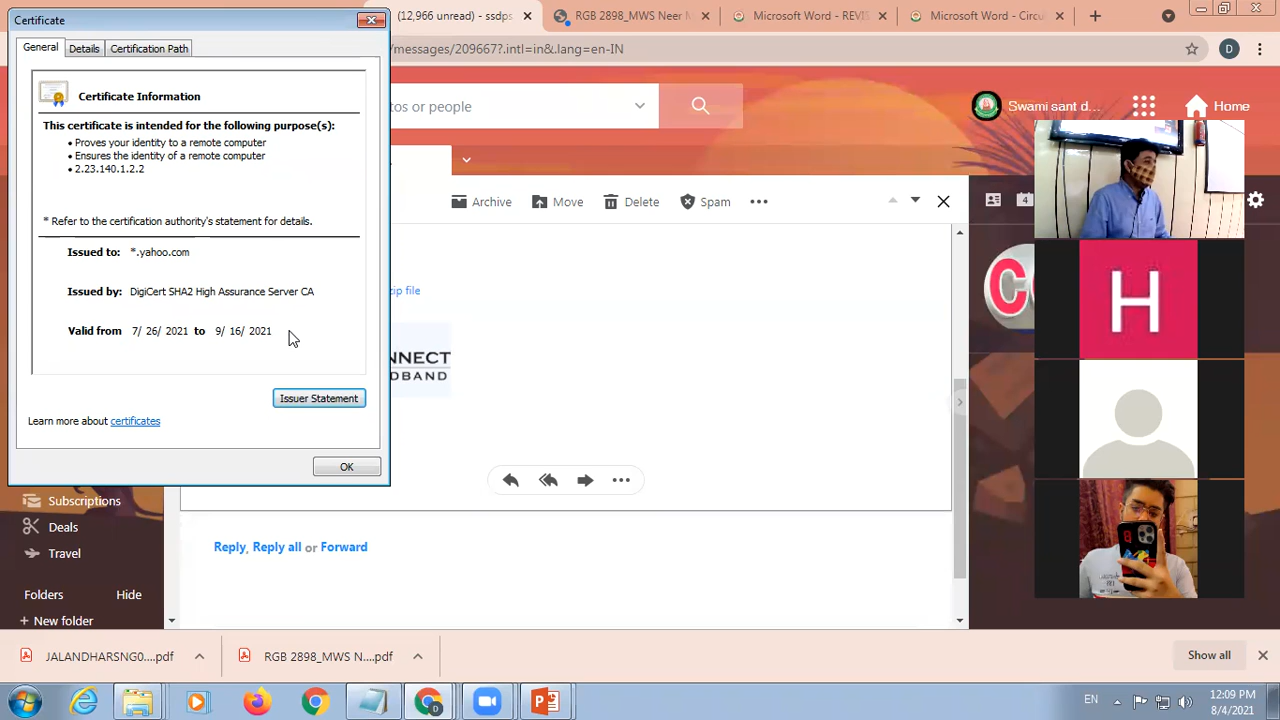 Certificate
(12,966 unread) - ssdps
RGB 2898_MWS Neer M
Microsoft Word - REVIS
Microsoft Word - Circu
General
Details
Certification Path
/messages/209667?.intl=in&.lang=en-IN
D
Certificate Information
tos or people
Swami sant d...
Home
This certificate is intended for the following purpose(s):
• Proves your identity to a remote computer
• Ensures the identity of a remote computer
• 2.23.140.1.2.2
Archive
Move
Delete
Spam
4
* Refer to the certification authority's statement for details.
Issued to: *.yahoo.com
Issued by: DigiCert SHA2 High Assurance Server CA
zip file
H
Valid from 7/ 26/ 2021 to 9/ 16/ 2021
NNECT
DBAND
Issuer Statement
Learn more about certificates
OK
Subscriptions
Deals
Travel
Reply, Reply all or Forward
Folders
Hide
+ New folder
JALANDHARSNG0....pdf
RGB 2898_MWS N....pdf
Show all
EN
12:09 PM
8/4/2021
D